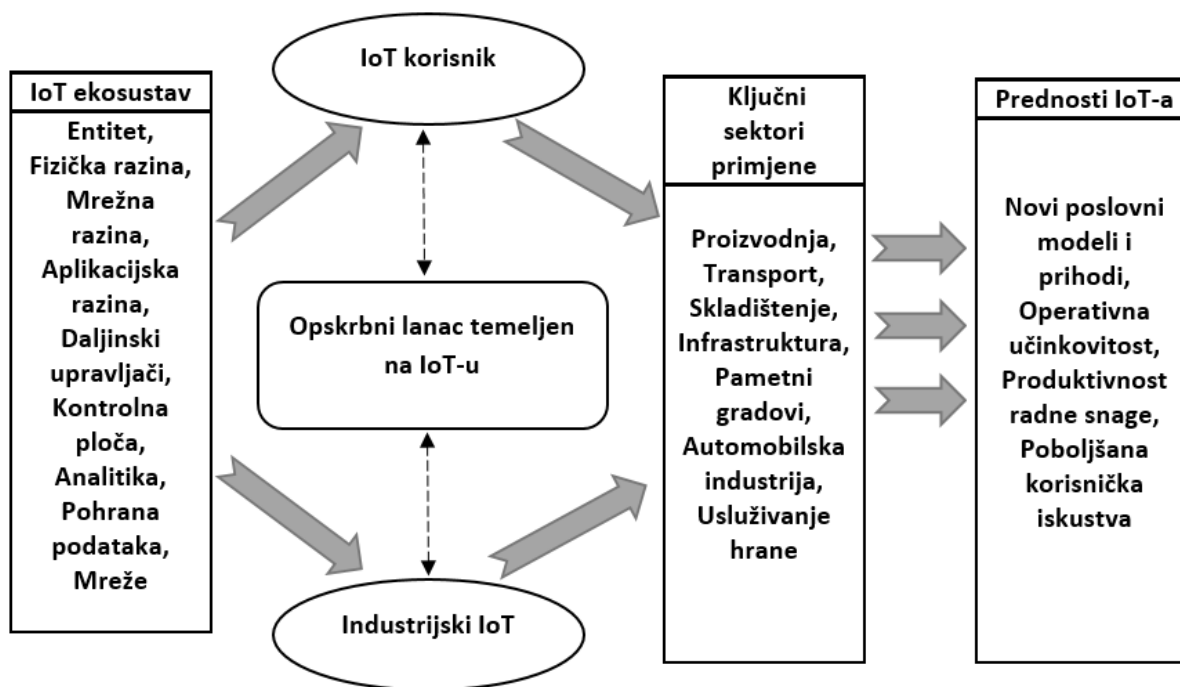 IoT ekosustav
Entitet,
Fizička razina,
Mrežna
razina,
Aplikacijska
razina,
Daljinski
upravljači,
Kontrolna
ploča,
Analitika,
Pohrana
podataka,
Mreže
IoT korisnik
Opskrbni lanac temeljen
na IoT-u
Industrijski IoT
Ključni
sektori
primjene
Proizvodnja,
Transport,
Skladištenje,
Infrastruktura,
Pametni
gradovi,
Automobilska
industrija,
Usluživanje
hrane
Prednosti IoT-a
Novi poslovni
modeli i
prihodi,
Operativna
učinkovitost,
Produktivnost
radne snage,
Poboljšana
korisnička
iskustva